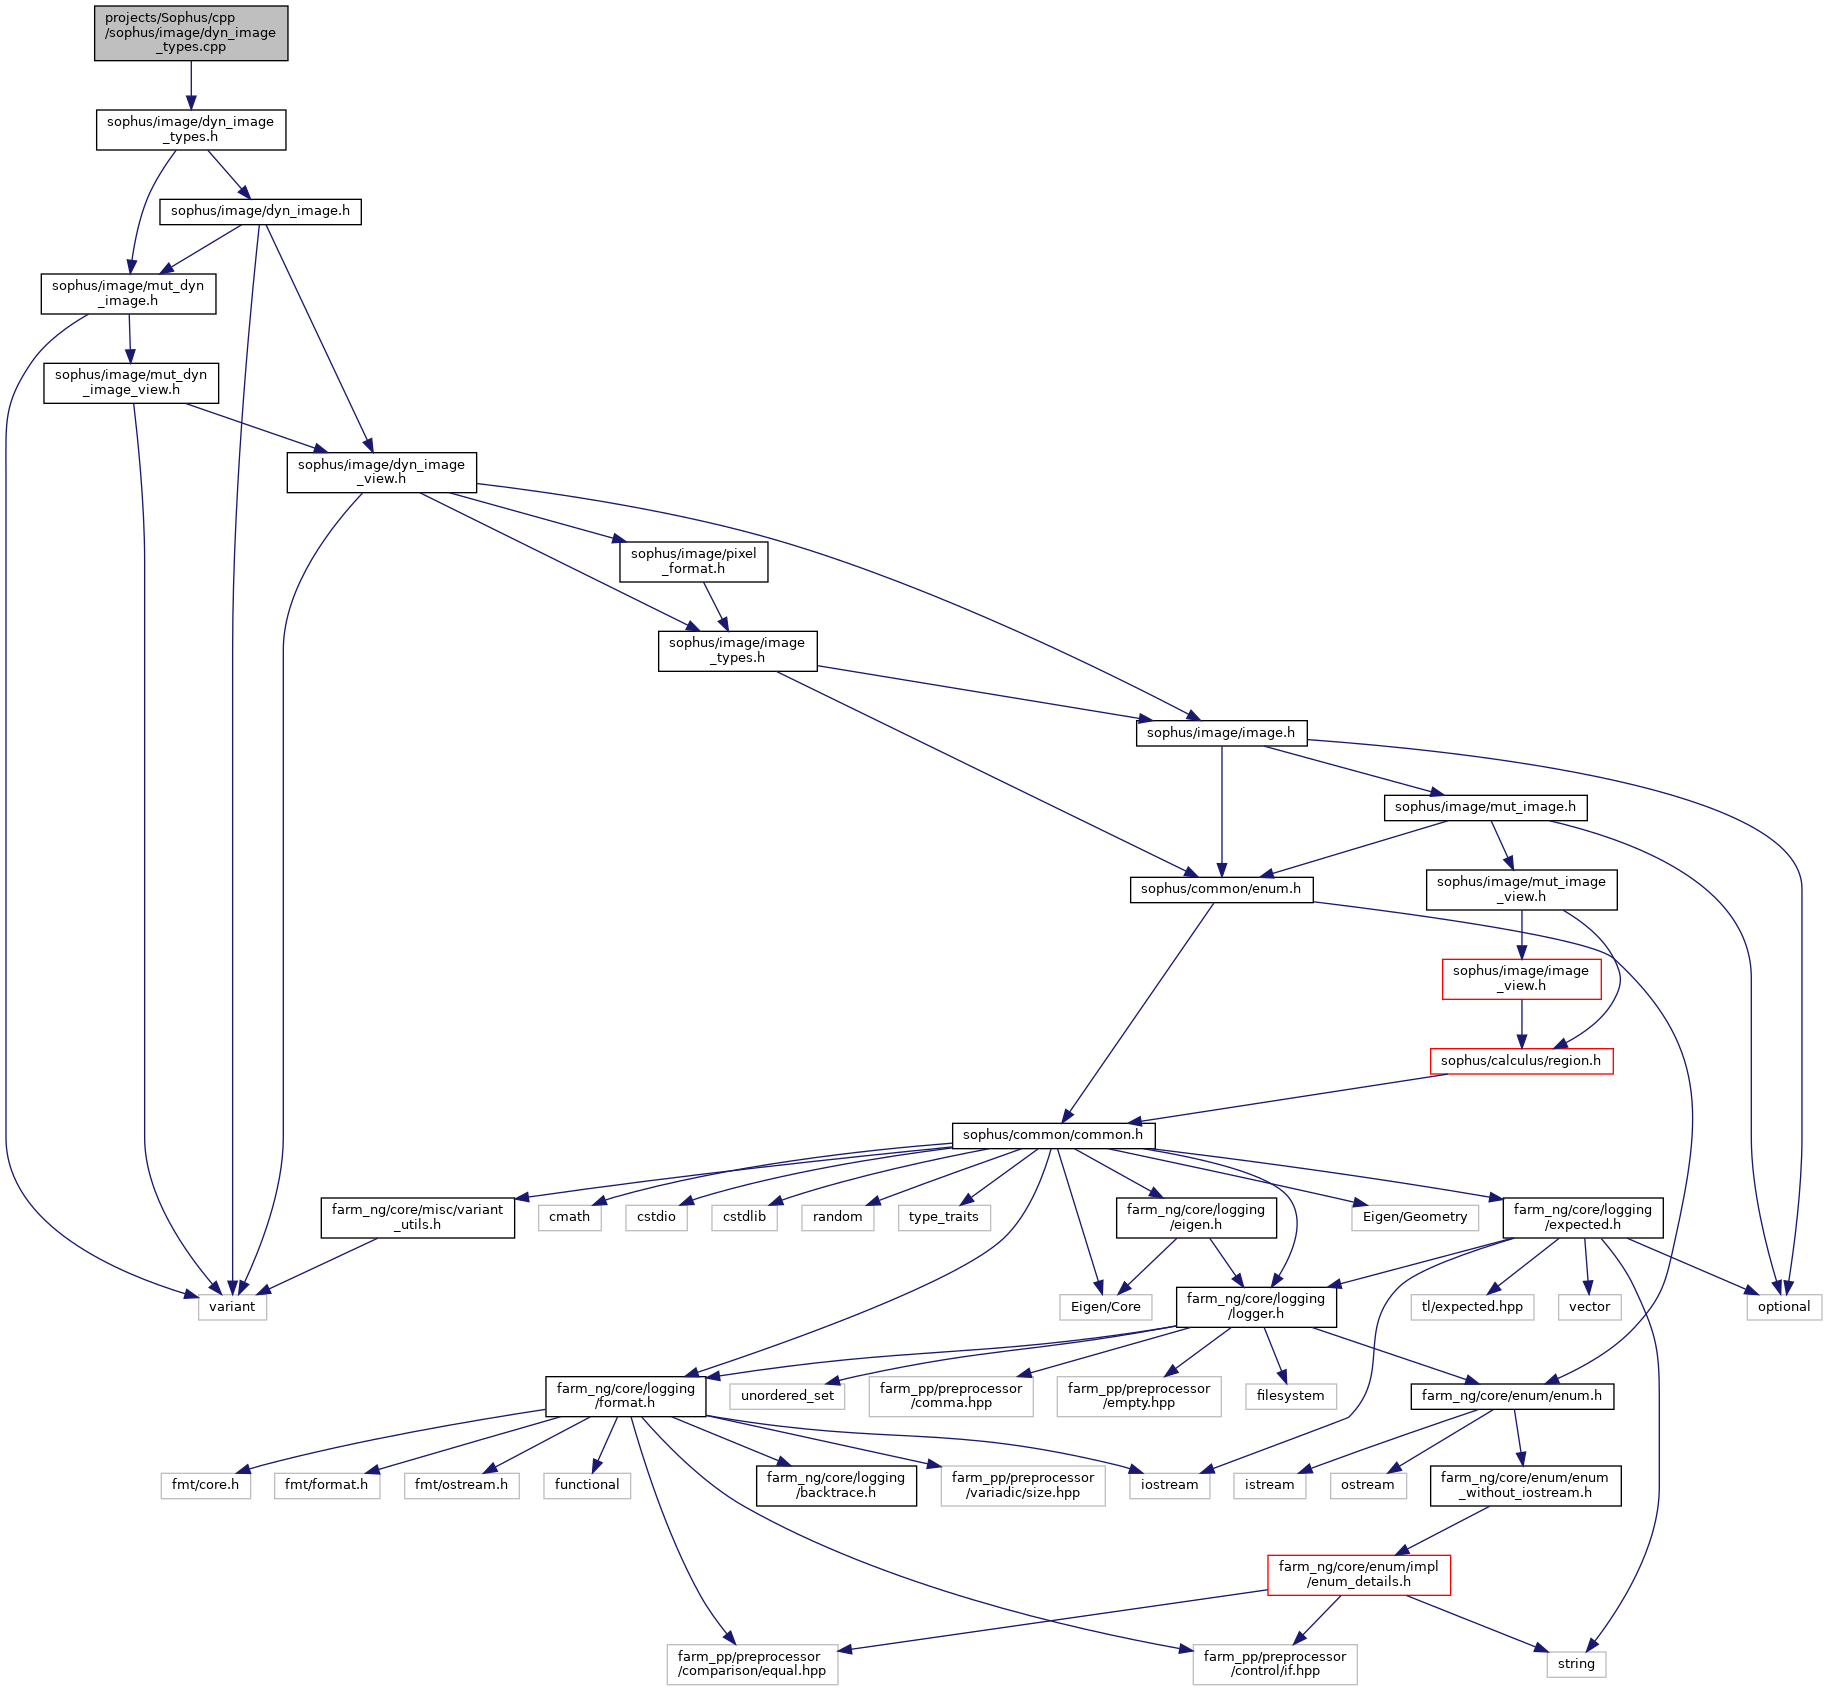 projects/Sophus/cpp
/sophus/image/dyn_image
_types.cpp
sophus/image/dyn_image
_types.h
sophus/image/dyn_image.h
sophus/image/mut_dyn
_image.h
sophus/image/mut_dyn
_image_view.h
sophus/image/dyn_image
_view.h
sophus/image/pixel
_format.h
sophus/image/image
_types.h
sophus/image/image.h
sophus/image/mut_image.h
sophus/common/enum.h
sophus/image/mut_image
_view.h
sophus/image/image
_view.h
sophus/calculus/region.h
sophus/common/common.h
farm_ng/core/misc/variant
_utils.h
cmath
cstdio
cstdlib
random
type_traits
farm_ng/core/logging
/eigen.h
Eigen/Geometry
farm_ng/core/logging
/expected.h
variant
Eigen/Core
farm_ng/core/logging
/logger.h
tl/expected.hpp
vector
optional
farm_ng/core/logging
/format.h
unordered_set
farm_pp/preprocessor
/comma.hpp
farm_pp/preprocessor
/empty.hpp
filesystem
farm_ng/core/enum/enum.h
fmt/core.h
fmt/format.h
fmt/ostream.h
functional
farm_ng/core/logging
/backtrace.h
farm_pp/preprocessor
/variadic/size.hpp
iostream
istream
ostream
farm_ng/core/enum/enum
_without_iostream.h
farm_ng/core/enum/impl
/enum_details.h
farm_pp/preprocessor
/comparison/equal.hpp
farm_pp/preprocessor
/control/if.hpp
string